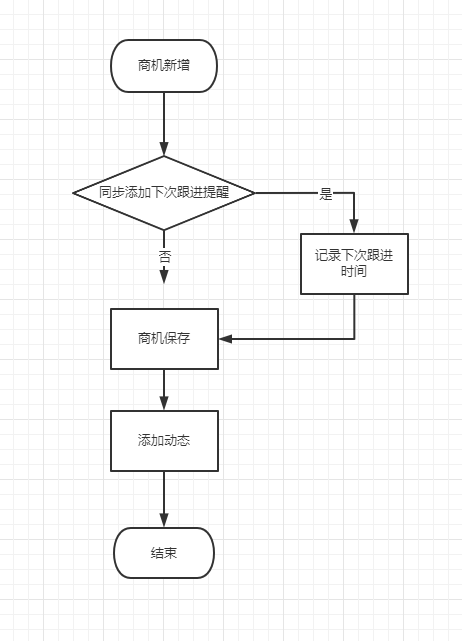 商机新增
同步添加下次跟进提醒
是
否
记录下次跟进
时间
商机保存
添加动态
结束